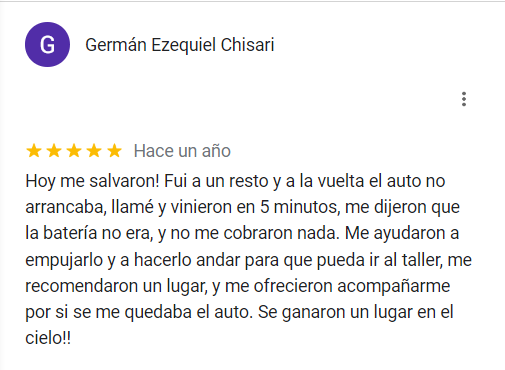 G
Germán Ezequiel Chisari
Hace un año
Hoy me salvaron! Fui a un resto y a la vuelta el auto no
arrancaba, llamé y vinieron en 5 minutos, me dijeron que
la batería no era, y no me cobraron nada. Me ayudaron a
empujarlo y a hacerlo andar para que pueda ir al taller, me
recomendaron un lugar, y me ofrecieron acompañarme
por si se me quedaba el auto. Se ganaron un lugar en el
cielo!!